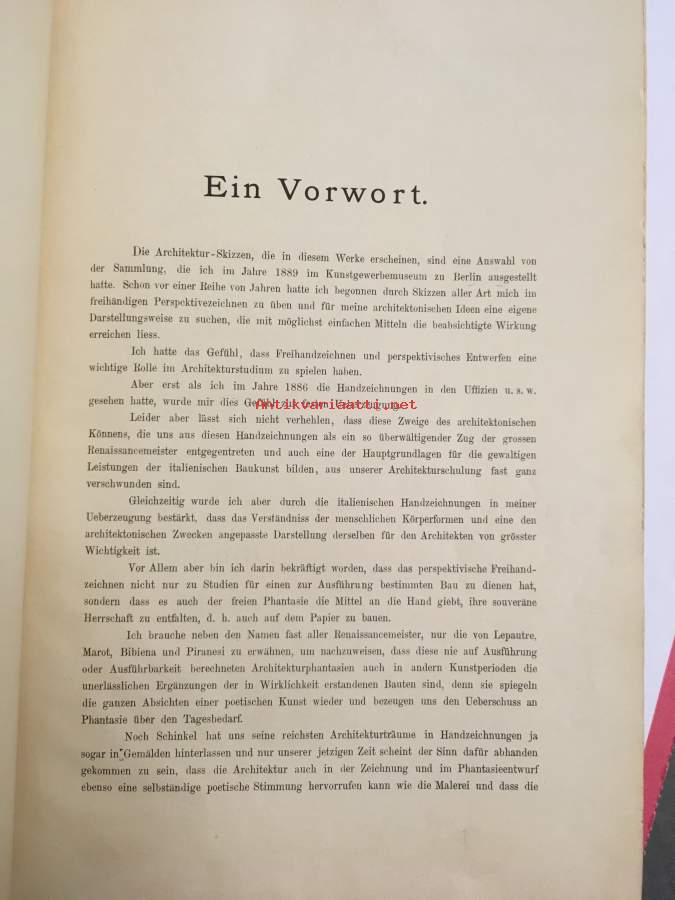 Ein Vorwort.
Die Architektur-Skizzen, die in diesem Werke erscheinen, sind eine Auswahl von
der Sammlung, die ich im Jahre 1889 im Kunstgewerbemuseum zu Berlin ausgestellt
hatte. Schon vor einer Reihe von Jahren hatte ich begonnen durch Skizzen aller Art mich im
freihändigen Perspektivezeichnen zu üben und für meine architektonischen Ideen eine eigene
Darstellungsweise zu suchen, die mit möglichst einfachen Mitteln die beabsichtigte Wirkung
erreichen liess.
Ich hatte das Gefühl, dass Freihandzeichnen und perspektivisches Entwerfen eine
wichtige Rolle im Architekturstudium zu spielen haben.
Aber erst als ich im Jahre 1886 die Handzeichnungen in den Uffizien u. s. w.
gesehen hatte, wurde mir dies Gefühl zur festen Ueberzeugung.
Antikvariaatti.net
Leider aber lässt sich nicht verhehlen, dass diese Zweige des architektonischen
Könnens, die uns aus diesen Handzeichnungen als ein so überwältigender Zug der grossen
Renaissancemeister entgegentreten und auch eine der Hauptgrundlagen für die gewaltigen
Leistungen der italienischen Baukunst bilden, aus unserer Architekturschulung fast ganz
verschwunden sind.
Gleichzeitig wurde ich aber durch die italienischen Handzeichnungen in meiner
Ueberzeugung bestärkt, dass das Verständniss der menschlichen Körperformen und eine den
architektonischen Zwecken angepasste Darstellung derselben für den Architekten von grösster
Wichtigkeit ist.
Vor Allem aber bin ich darin bekräftigt worden, dass das perspektivische Freihand-
zeichnen nicht nur zu Studien für einen zur Ausführung bestimmten Bau zu dienen hat,
sondern dass es auch der freien Phantasie die Mittel an die Hand giebt, ihre souveräne
Herrschaft zu entfalten, d. h. auch auf dem Papier zu bauen.
Ich brauche neben den Namen fast aller Renaissancemeister, nur die von Lepautre,
Marot, Bibiena und Piranesi zu erwähnen, um nachzuweisen, dass diese nie auf Ausführung
oder Ausführbarkeit berechneten Architekturphantasien auch in andern Kunstperioden die
unerlässlichen Ergänzungen der in Wirklichkeit erstandenen Bauten sind, denn sie spiegeln
die ganzen Absichten einer poetischen Kunst wieder und bezeugen uns den Ueberschuss an
Phantasie über den Tagesbedarf.
Noch Schinkel hat uns seine reichsten Architekturträume in Handzeichnungen ja
sogar in Gemälden hinterlassen und nur unserer jetzigen Zeit scheint der Sinn dafür abhanden
gekommen zu sein, dass die Architektur auch in der Zeichnung und im Phantasieentwurf
ebenso eine selbständige poetische Stimmung hervorrufen kann wie die Malerei und dass die